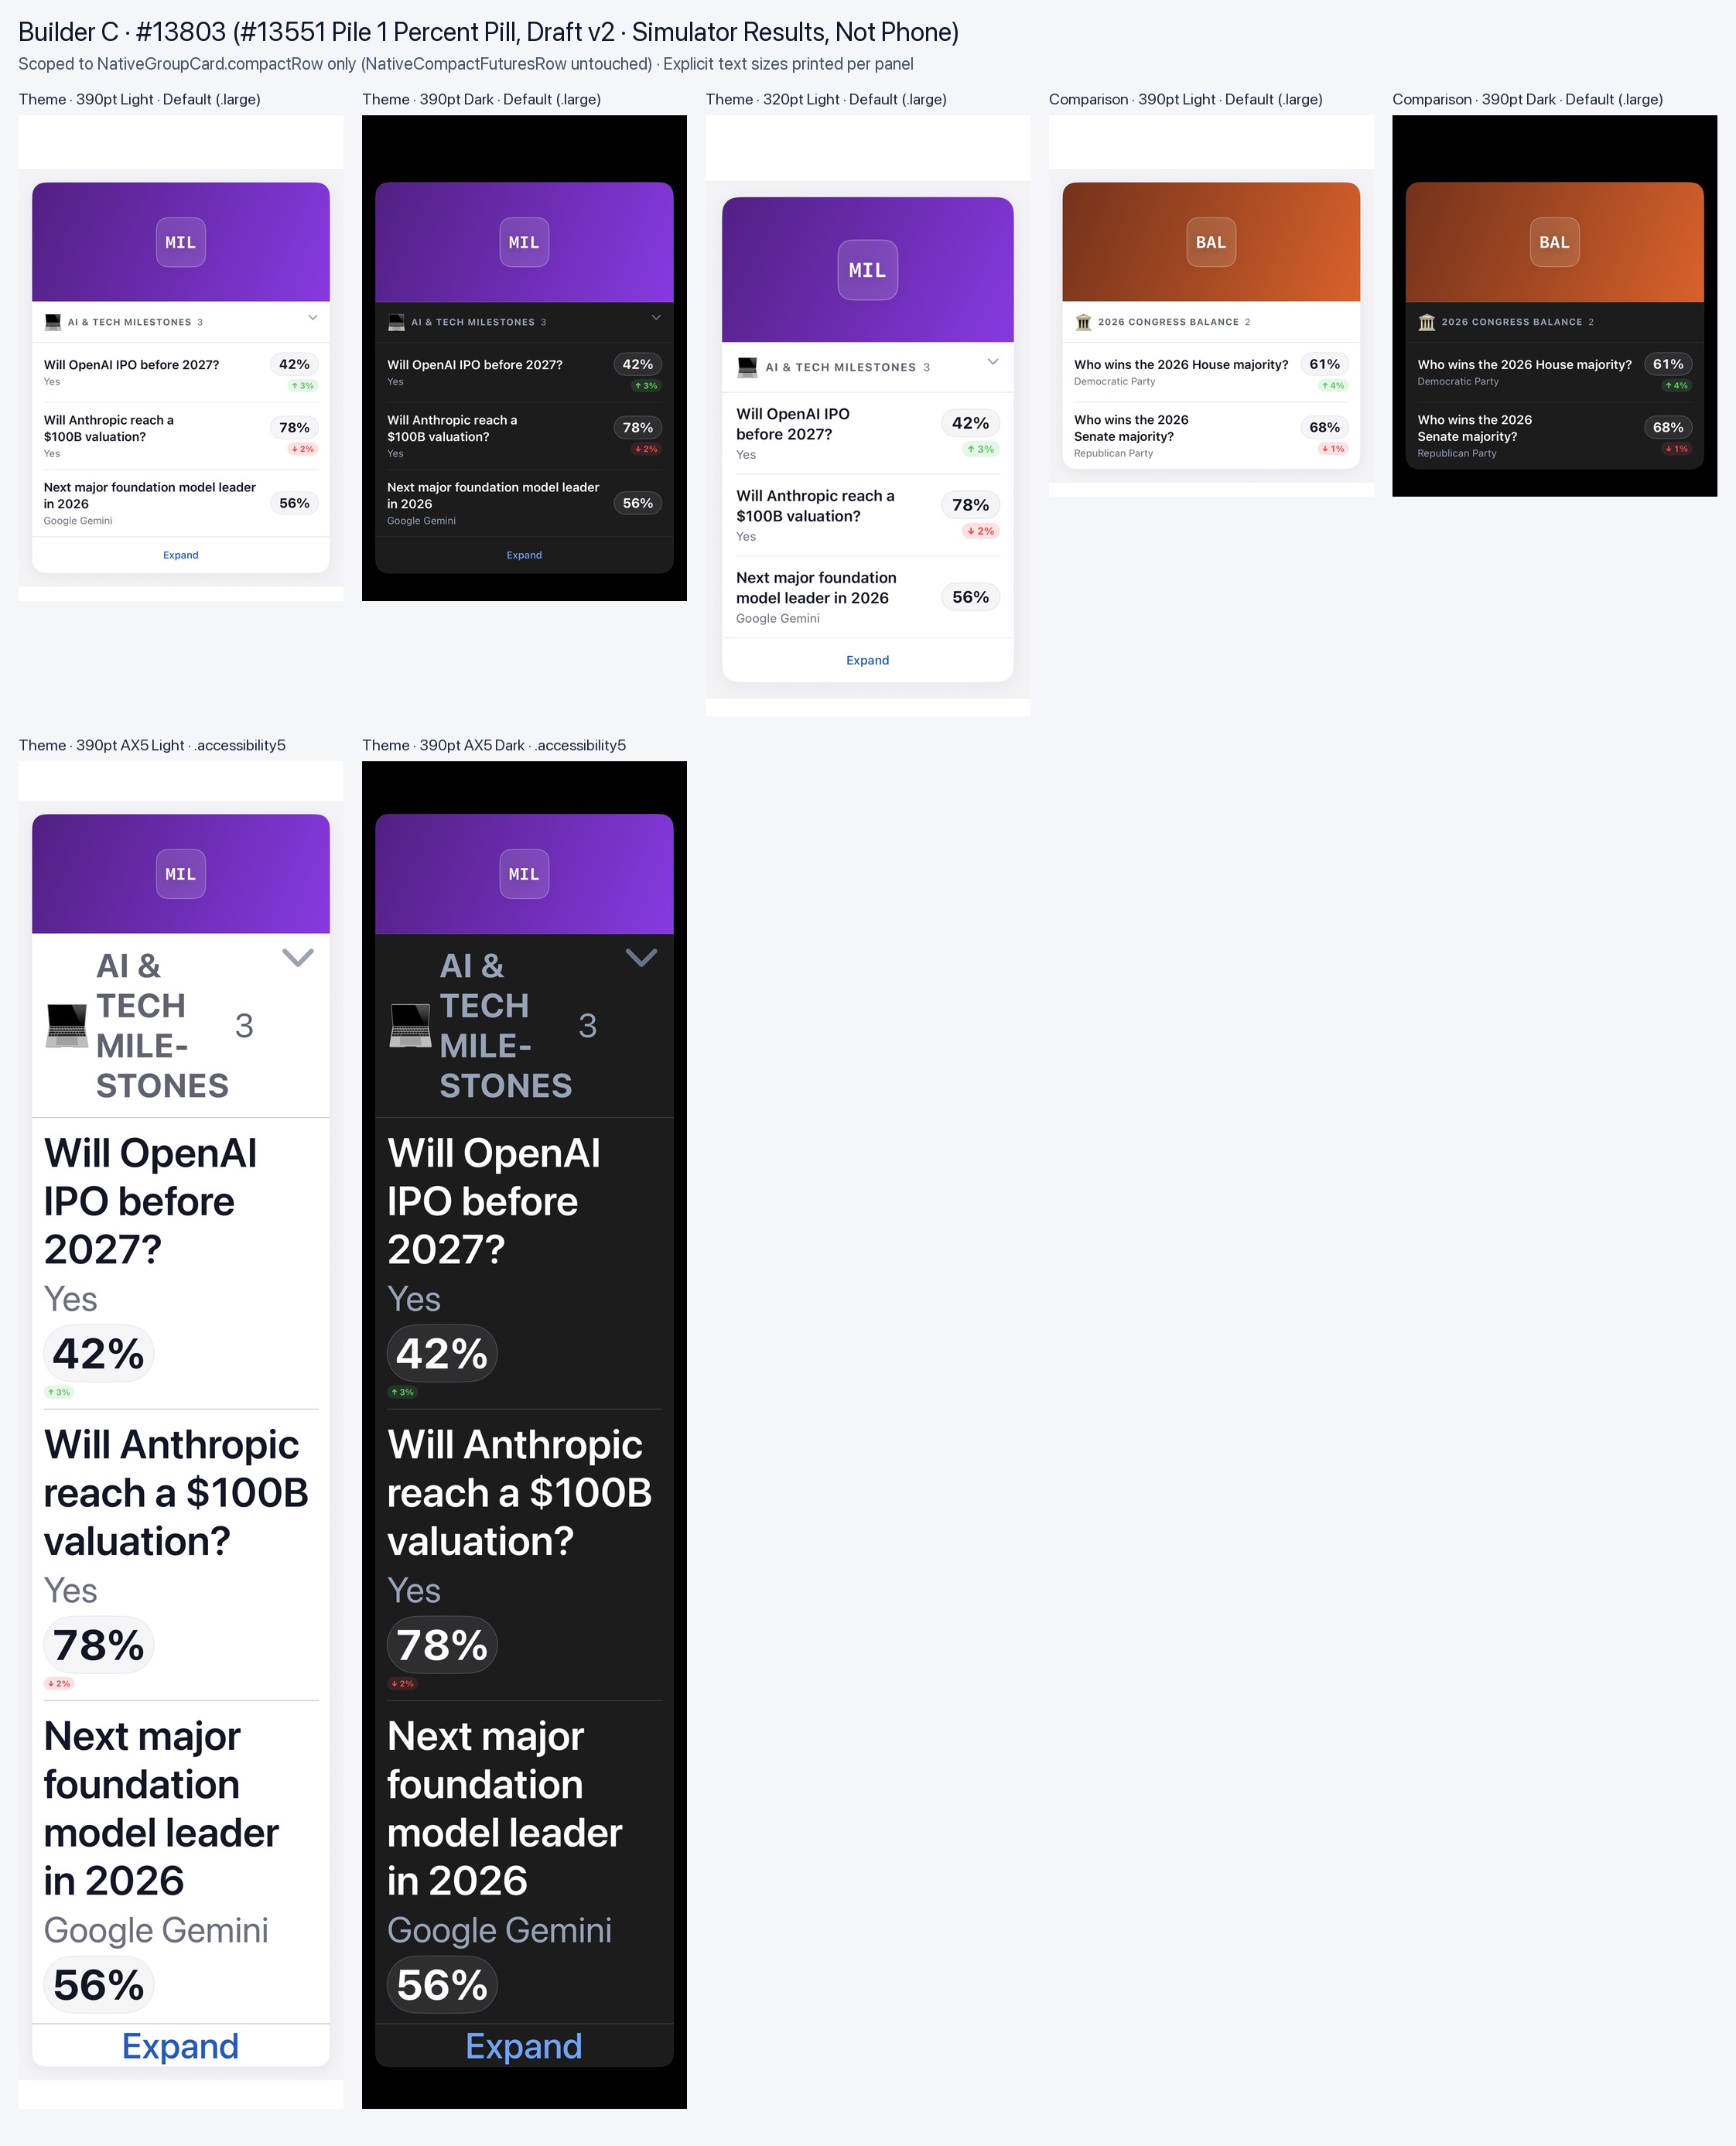 Builder C · #13803 (#13551 Pile 1 Percent Pill, Draft v2 · Simulator Results, Not Phone)
Scoped to NativeGroupCard.compactRow only (NativeCompactFuturesRow untouched) · Explicit text sizes printed per panel
Theme · 390pt Light · Default (.large)
MIL
AI & TECH MILESTONES 3
Will OpenAI IPO before 2027?
42%
Yes
↑ 3%
Will Anthropic reach a
$100B valuation?
78%
Yes
↓ 2%
Next major foundation model leader
in 2026
56%
Google Gemini
Expand
Theme · 390pt Dark · Default (.large)
MIL
AI & TECH MILESTONES 3
Will OpenAI IPO before 2027?
42%
Yes
↑ 3%
Will Anthropic reach a
$100B valuation?
78%
Yes
↓ 2%
Next major foundation model leader
in 2026
56%
Google Gemini
Expand
Theme · 320pt Light · Default (.large)
MIL
AI & TECH MILESTONES 3
Will OpenAI IPO
before 2027?
42%
Yes
↑ 3%
Will Anthropic reach a
$100B valuation?
78%
Yes
↓ 2%
Next major foundation
model leader in 2026
56%
Google Gemini
Expand
Comparison · 390pt Light · Default (.large)
BAL
2026 CONGRESS BALANCE 2
Who wins the 2026 House majority?
61%
Democratic Party
↑ 4%
Who wins the 2026
Senate majority?
68%
Republican Party
↓ 1%
Comparison · 390pt Dark · Default (.large)
BAL
2026 CONGRESS BALANCE 2
Who wins the 2026 House majority?
61%
Democratic Party
↑ 4%
Who wins the 2026
Senate majority?
68%
Republican Party
↓ 1%
Theme · 390pt AX5 Light · .accessibility5
MIL
AI &
TECH
MILE-
STONES
3
Will OpenAI
IPO before
2027?
Yes
42%
↑ 3%
Will Anthropic
reach a $100B
valuation?
Yes
78%
↓ 2%
Next major
foundation
model leader
in 2026
Google Gemini
56%
Expand
Theme · 390pt AX5 Dark · .accessibility5
MIL
AI &
TECH
MILE-
STONES
3
Will OpenAI
IPO before
2027?
Yes
42%
↑ 3%
Will Anthropic
reach a $100B
valuation?
Yes
78%
↓ 2%
Next major
foundation
model leader
in 2026
Google Gemini
56%
Expand